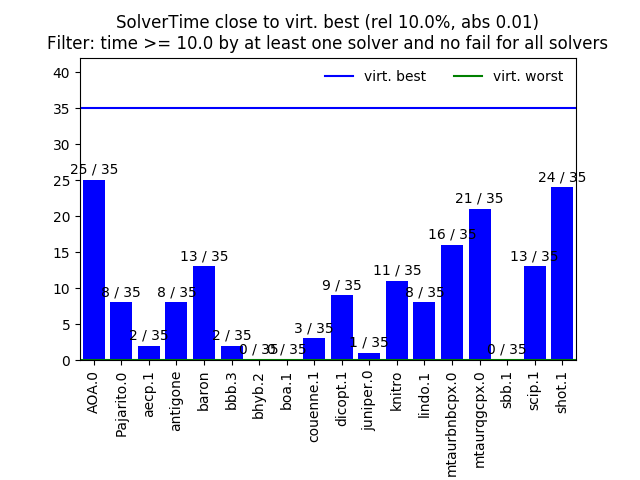 SolverTime close to virt. best (rel 10.0%, abs 0.01)
Filter: time >= 10.0 by at least one solver and no fail for all solvers
virt. best
virt. worst
40
35
30
25
20
15
10
5
0
25 / 35
8 / 35
2 / 35
8 / 35
13 / 35
2 / 35
0 / 35
0 / 35
3 / 35
9 / 35
1 / 35
11 / 35
8 / 35
16 / 35
21 / 35
0 / 35
13 / 35
24 / 35
AOA.0
Pajarito.0
aecp.1
antigone
baron
bbb.3
bhyb.2
boa.1
couenne.1
dicopt.1
juniper.0
knitro
lindo.1
mtaurbnbcpx.0
mtaurqgcpx.0
sbb.1
scip.1
shot.1